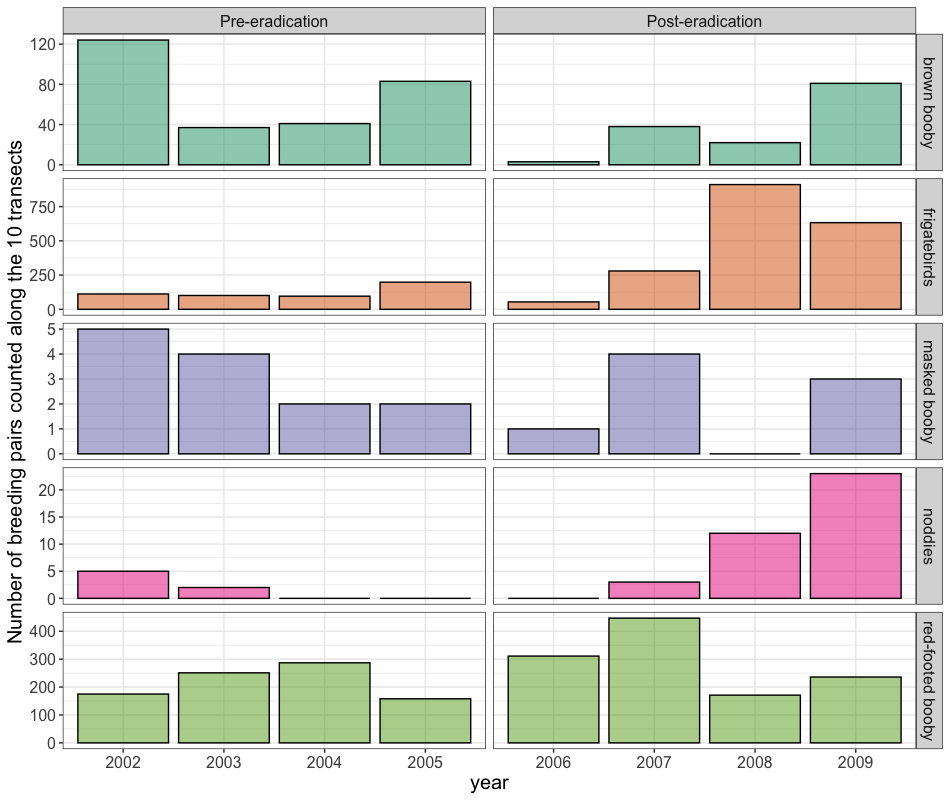 Pre-eradication
Post-eradication
Number of breeding pairs counted along the 10 transects
120
80
40
0
brown booby
750
500
250
0
frigatebirds
5
4
3
2
1
0
masked booby
20
15
10
5
0
noddies
400
300
200
100
0
red-footed booby
2002 2003 2004 2005 2006 2007 2008 2009
year